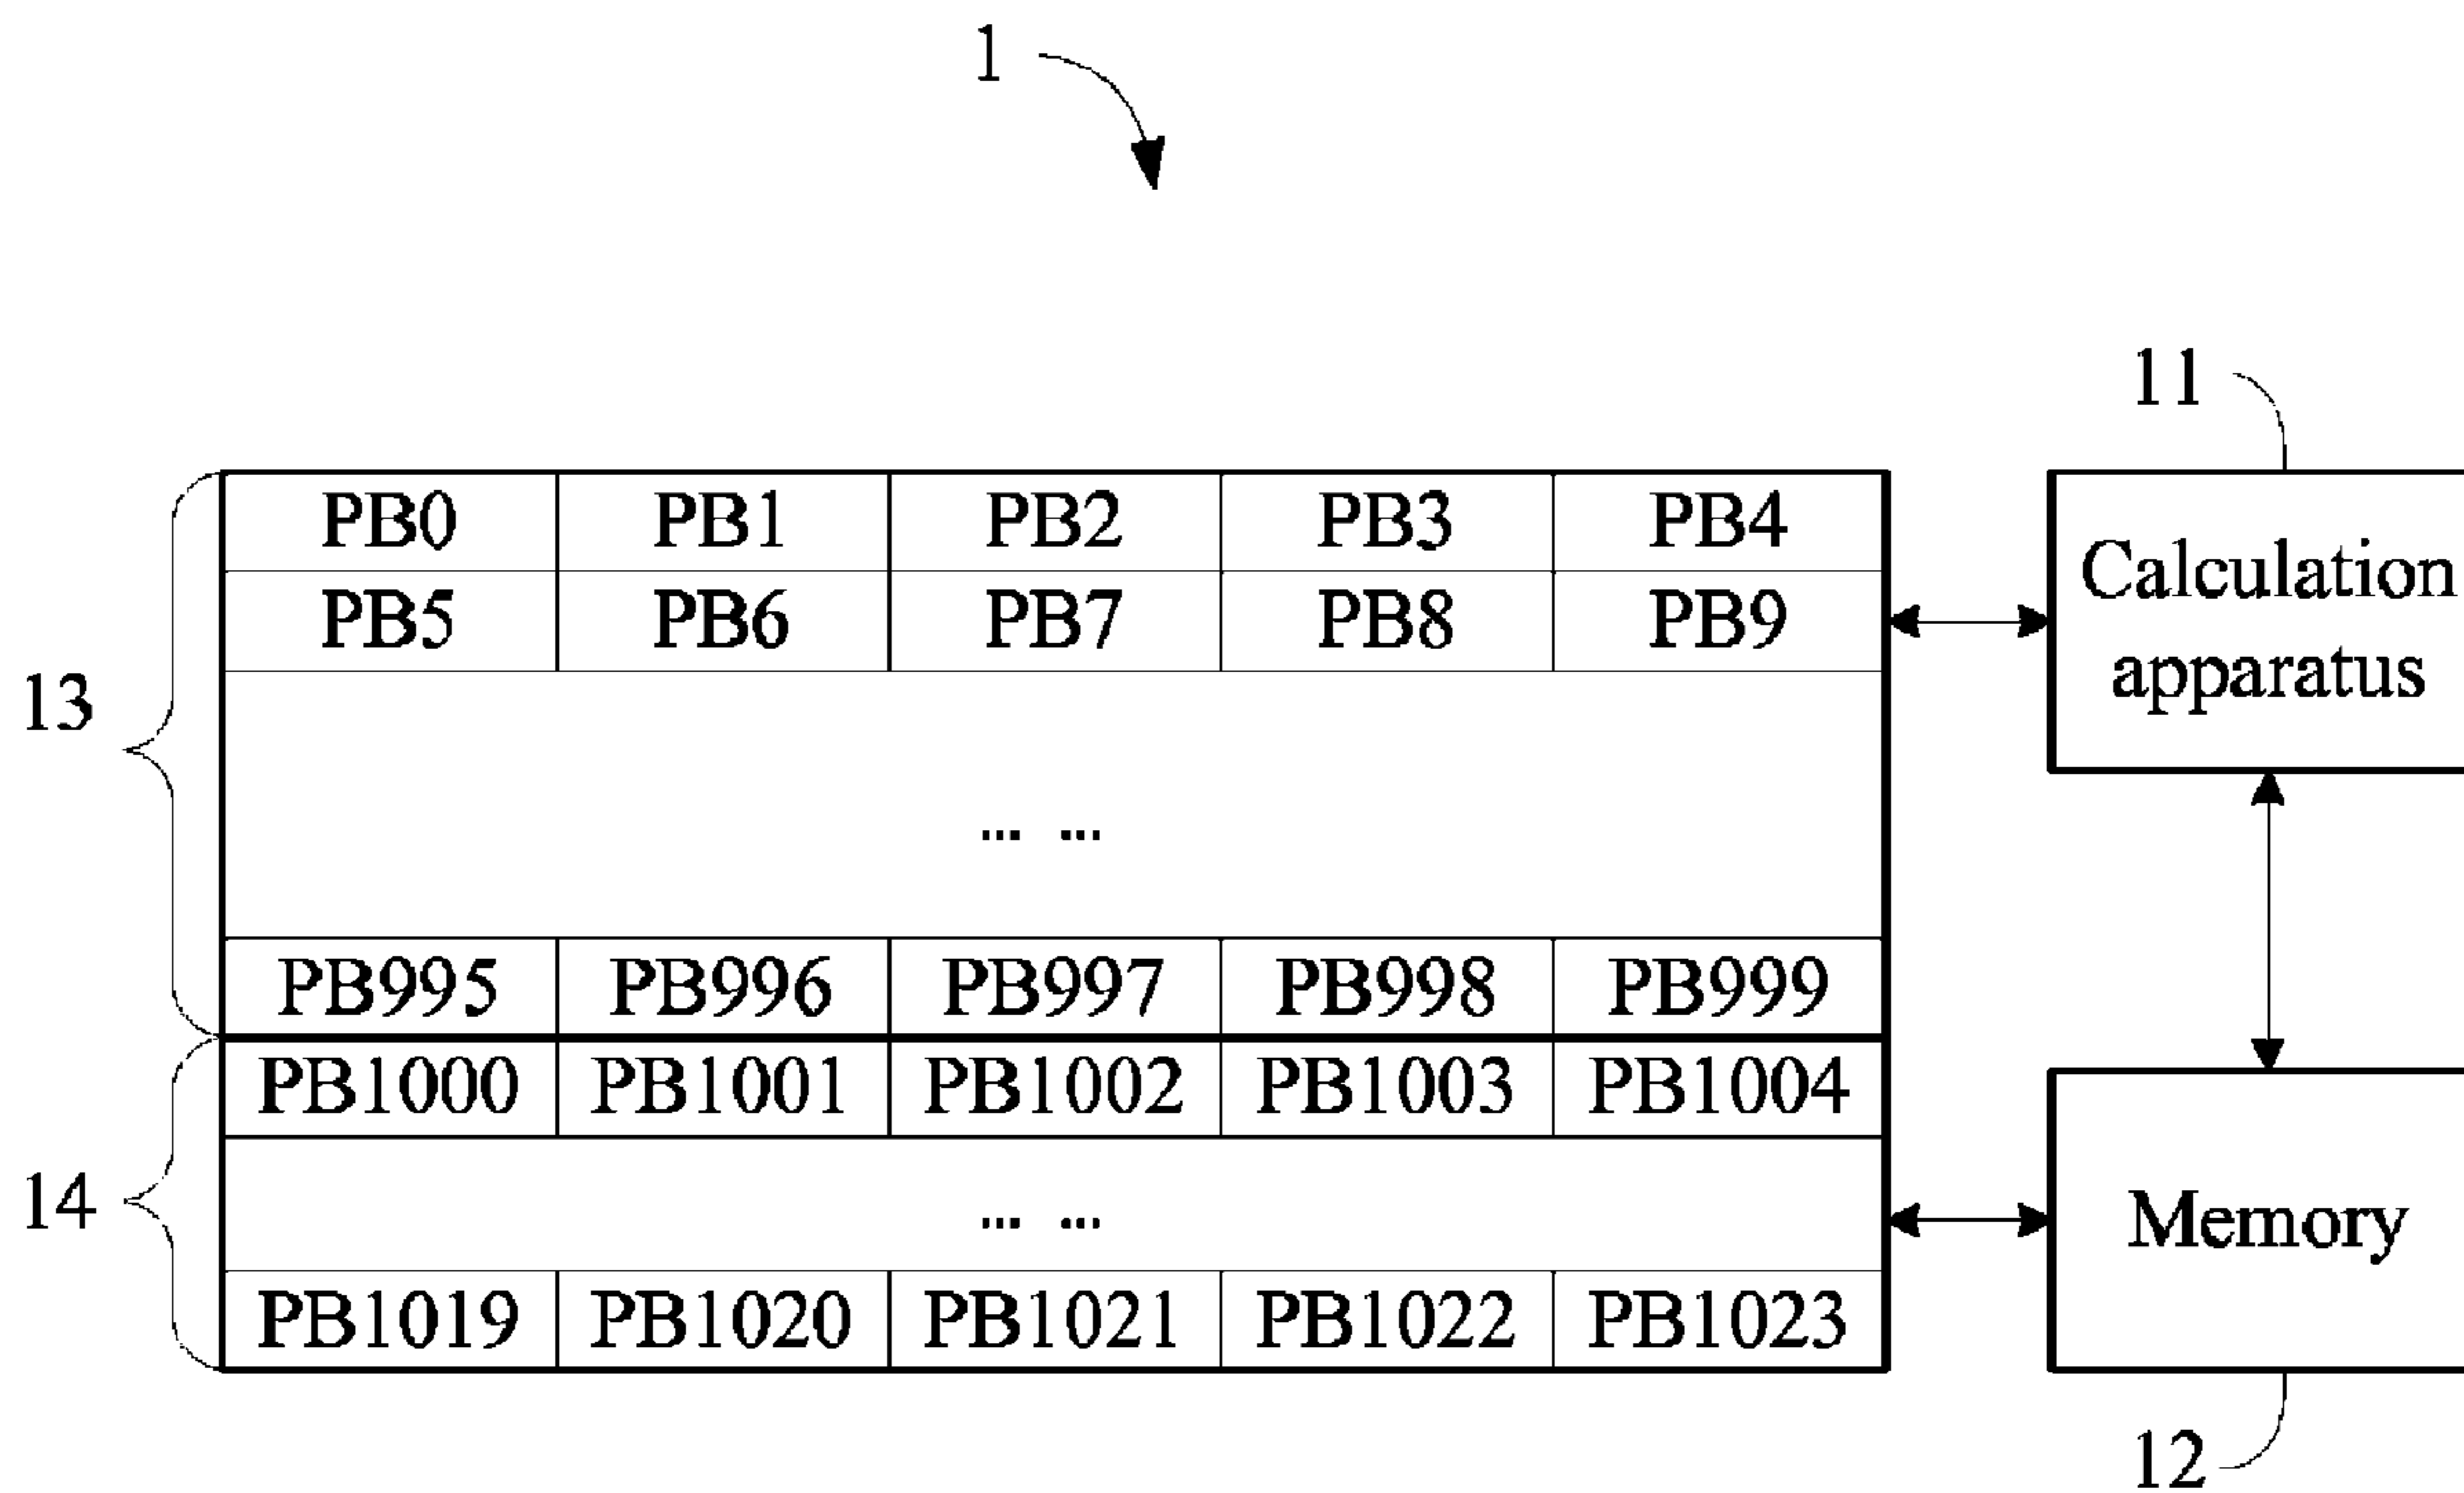 1
11
PB0 PB1 PB2 PB3 PB4
Calculation
apparatus
PB5 PB6 PB7 PB8 PB9
13
... ...
PB995 PB996 PB997 PB998 PB999
PB1000 PB1001 PB1002 PB1003 PB1004
14
... ...
Memory
PB1019 PB1020 PB1021 PB1022 PB1023
12